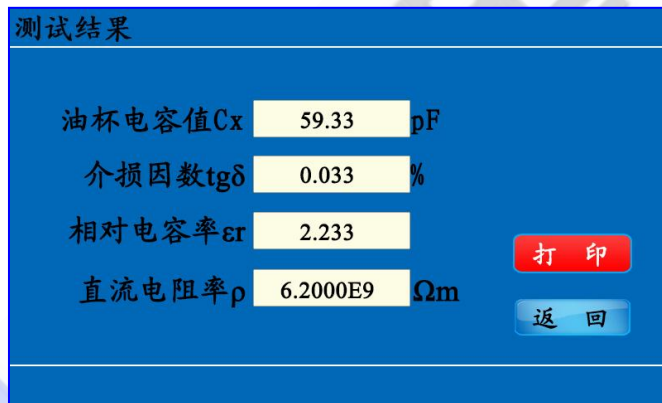 测试结果
油杯电容值Cx 59.33 pF
介损因数tgδ 0.033 %
相对电容率εr 2.233
打 印
直流电阻率ρ 6.2000E9 Ωm
返 回